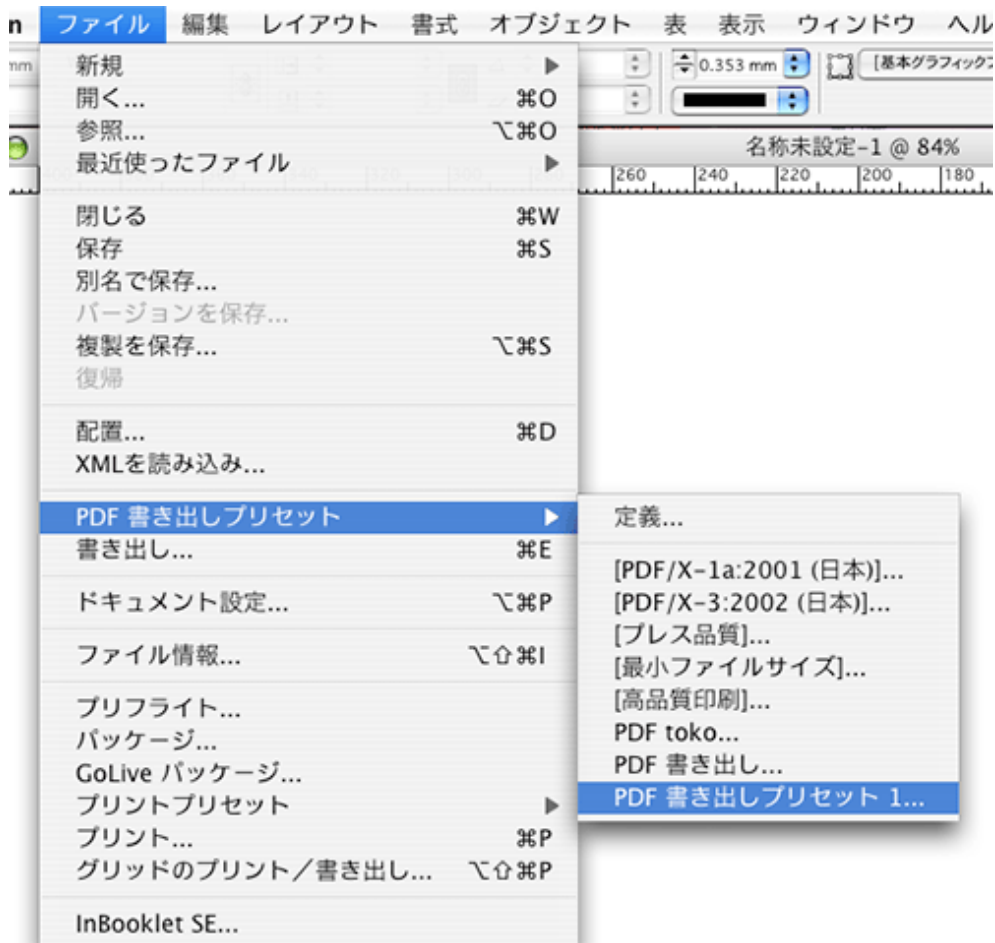 n ファイル 編集 レイアウト 書式 オブジェクト 表 表示 ウィンドウ ヘル
mm 0.353 mm [基本グラフィックフ
名称未設定-1 @ 84%
260 240 220 200 180
新規
開く... ⌘O
参照... ⌥⌘O
最近使ったファイル
閉じる ⌘W
保存 ⌘S
別名で保存...
バージョンを保存...
複製を保存... ⌥⌘S
復帰
配置... ⌘D
XMLを読み込み...
PDF 書き出しプリセット
書き出し... ⌘E
ドキュメント設定... ⌥⌘P
ファイル情報... ⌥⇧⌘I
プリフライト...
パッケージ...
GoLive パッケージ...
プリントプリセット
プリント... ⌘P
グリッドのプリント／書き出し... ⌥⇧⌘P
InBooklet SE...
定義...
[PDF/X-1a:2001 (日本)]...
[PDF/X-3:2002 (日本)]...
[プレス品質]...
[最小ファイルサイズ]...
[高品質印刷]...
PDF toko...
PDF 書き出し...
PDF 書き出しプリセット 1...